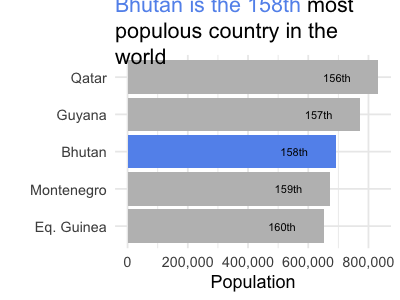 Bhutan is the 158th most
populous country in the
world
Qatar 156th
Guyana 157th
Bhutan 158th
Montenegro 159th
Eq. Guinea 160th
0 200,000 400,000 600,000 800,000
Population